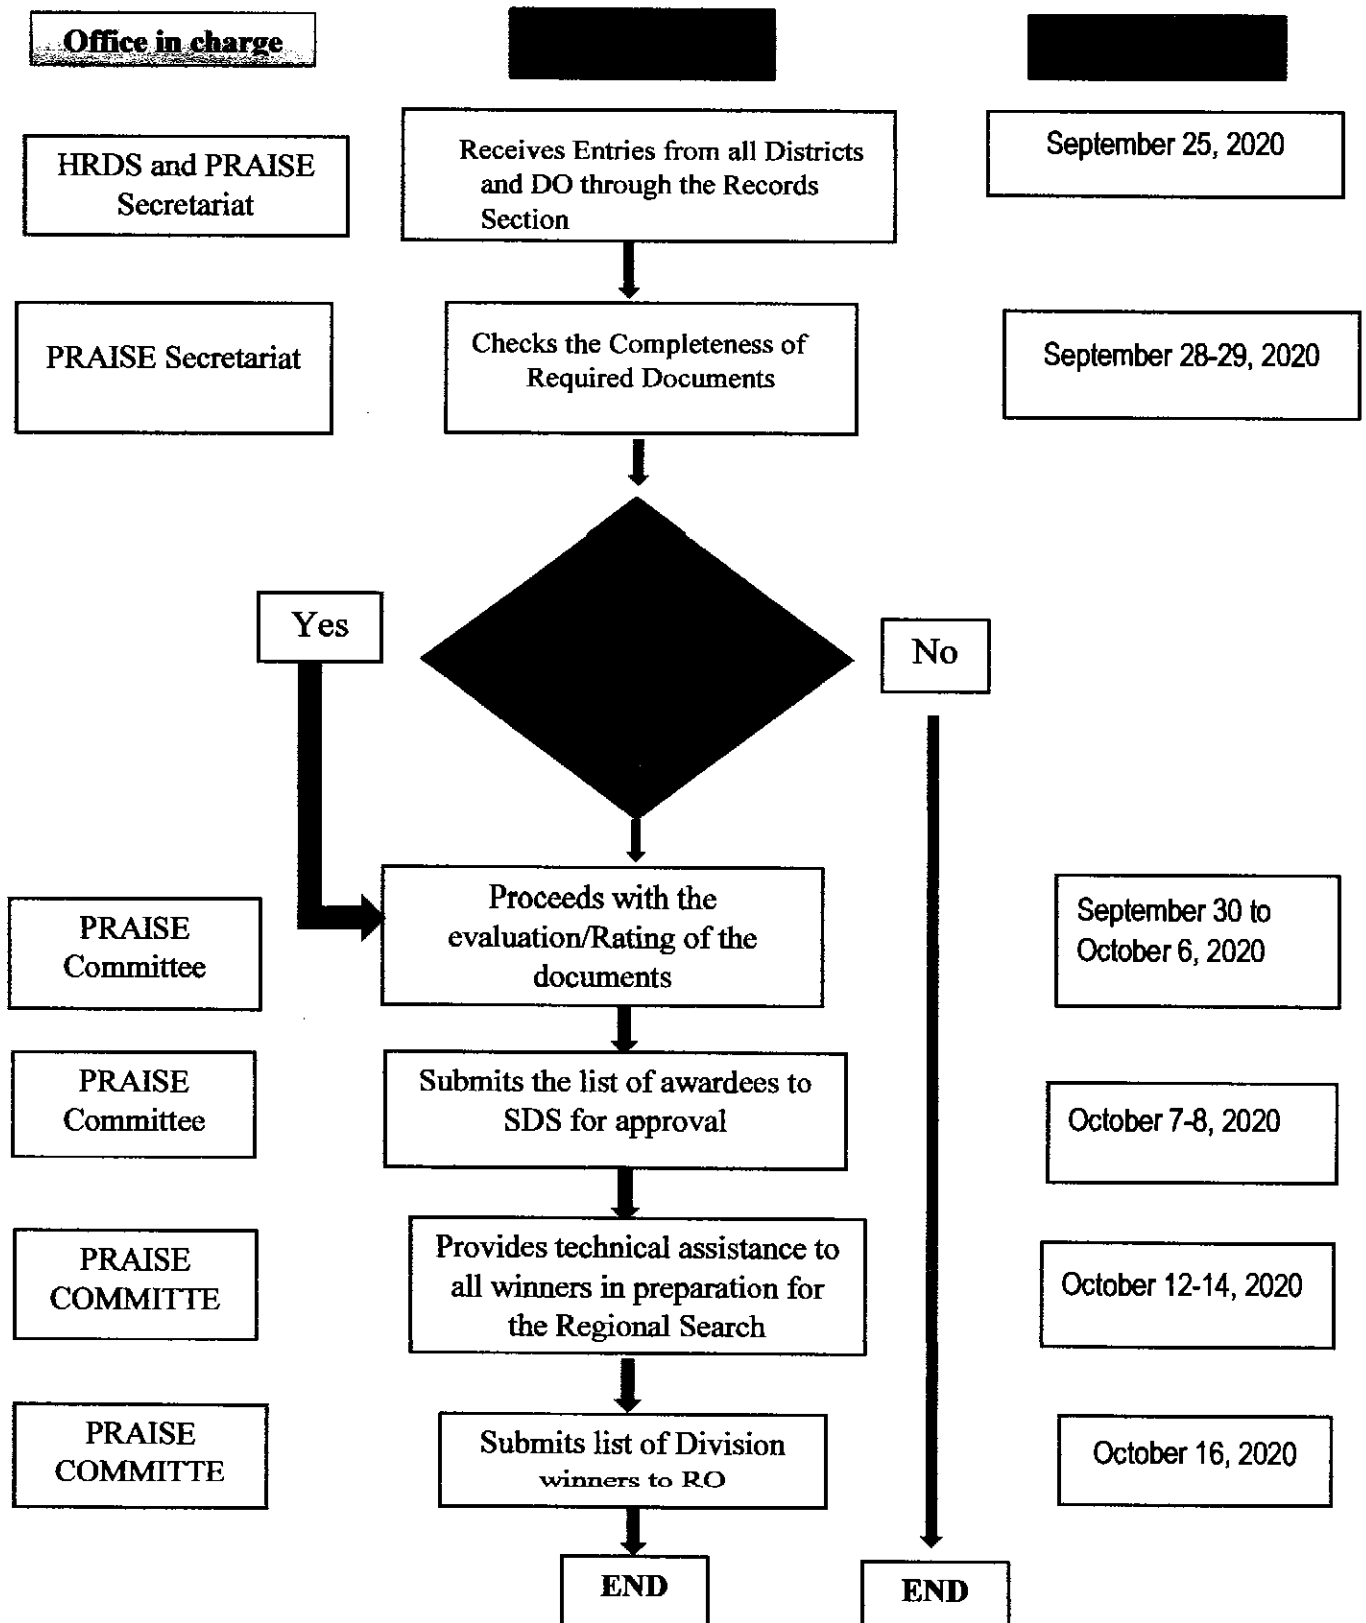 Office in charge
HRDS and PRAISE
Secretariat
Receives Entries from all Districts
and DO through the Records
Section
September 25, 2020
PRAISE Secretariat
Checks the Completeness of
Required Documents
September 28-29, 2020
Yes
No
PRAISE
Committee
Proceeds with the
evaluation/Rating of the
documents
September 30 to
October 6, 2020
PRAISE
Committee
Submits the list of awardees to
SDS for approval
October 7-8, 2020
PRAISE
COMMITTE
Provides technical assistance to
all winners in preparation for
the Regional Search
October 12-14, 2020
PRAISE
COMMITTE
Submits list of Division
winners to RO
October 16, 2020
END
END